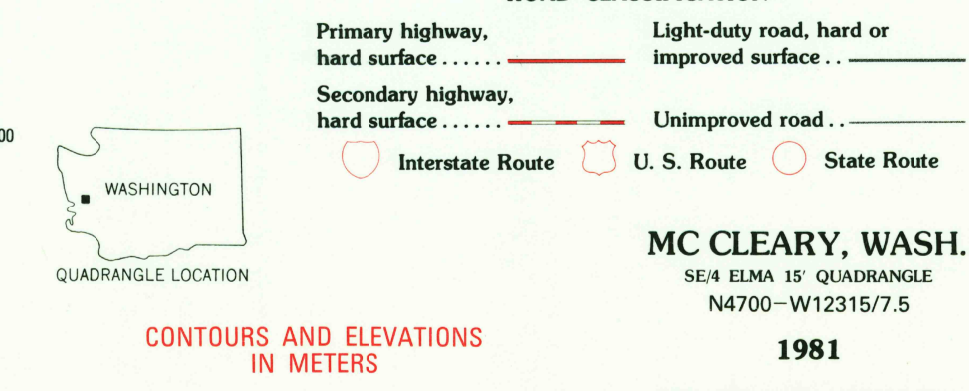 Primary highway,
hard surface ......
Light-duty road, hard or
improved surface ..
Secondary highway,
hard surface ......
Unimproved road ..
Interstate Route
U. S. Route
State Route
00
WASHINGTON
QUADRANGLE LOCATION
MC CLEARY, WASH.
SE/4 ELMA 15' QUADRANGLE
N4700–W12315/7.5
1981
CONTOURS AND ELEVATIONS
IN METERS